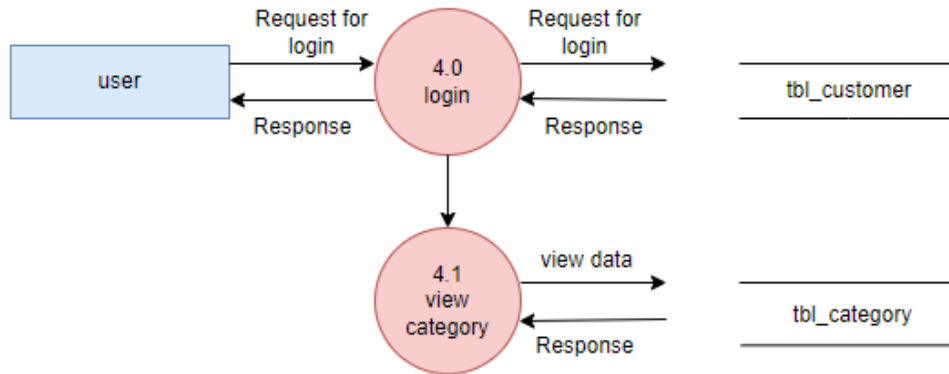 Request for
login
Request for
login
user
4.0
login
tbl_customer
Response
Response
4.1
view
category
view data
tbl_category
Response